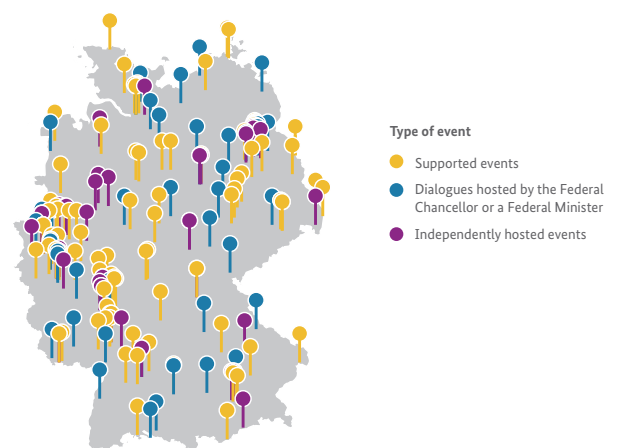 Type of event
Supported events
Dialogues hosted by the Federal
Chancellor or a Federal Minister
Independently hosted events